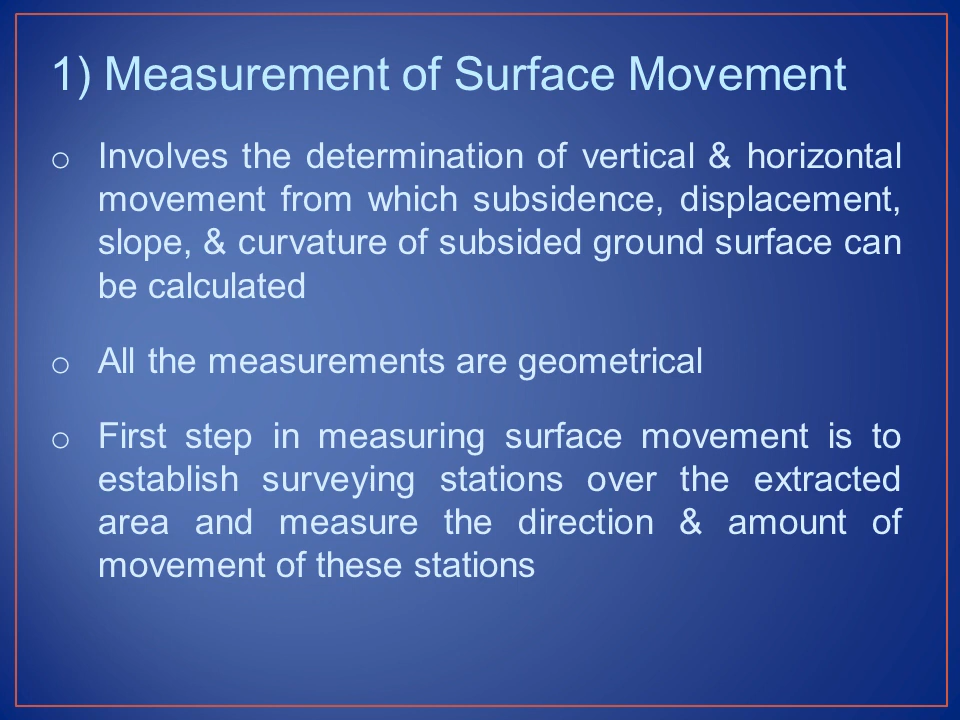 1) Measurement of Surface Movement
o Involves the determination of vertical & horizontal
movement from which subsidence, displacement,
slope, & curvature of subsided ground surface can
be calculated
o All the measurements are geometrical
o First step in measuring surface movement is to
establish surveying stations over the extracted
area and measure the direction & amount of
movement of these stations